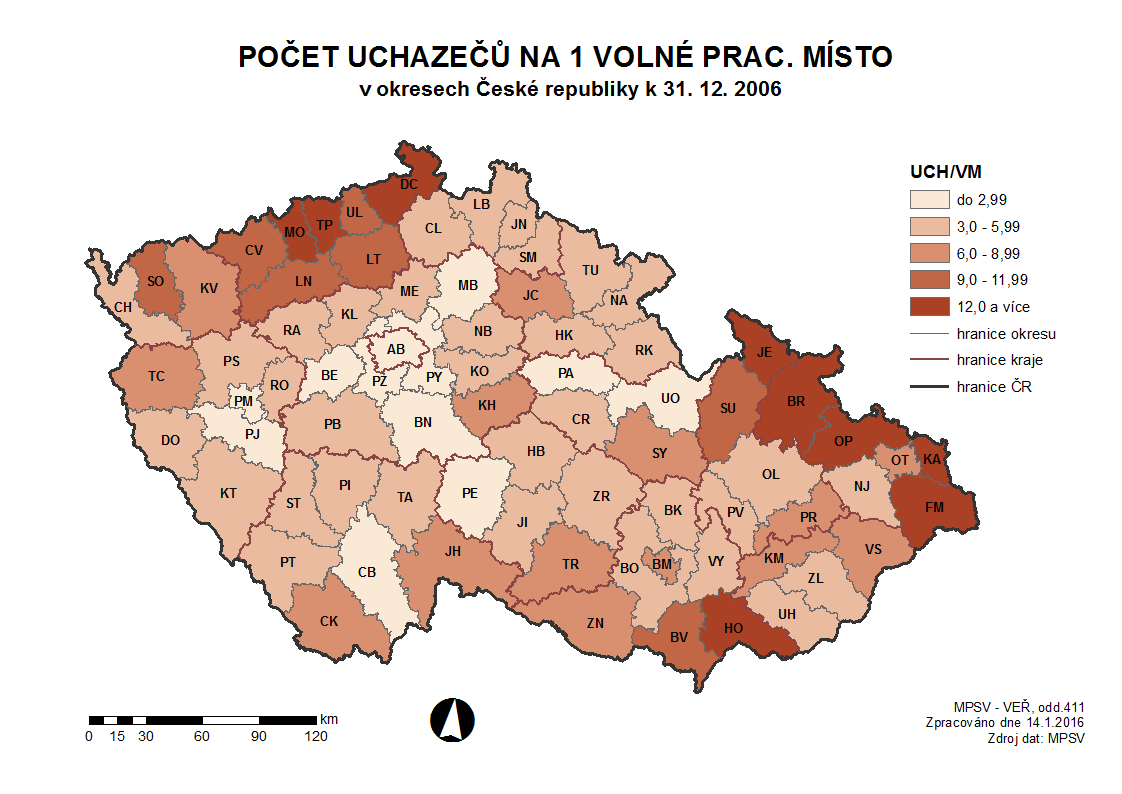 POČET UCHAZEČŮ NA 1 VOLNÉ PRAC. MÍSTO
v okresech České republiky k 31. 12. 2006
UCH/VM
do 2,99
3,0 - 5,99
6,0 - 8,99
9,0 - 11,99
12,0 a více
hranice okresu
hranice kraje
hranice ČR
DC
LB
UL
TP
MO
JN
CL
CV
LT
SM
TU
SO
LN
KV
MB
ME
JC
NA
CH
KL
NB
RA
HK
AB
RK
JE
PS
KO
TC
BE
PZ
PY
PA
RO
PM
UO
BR
KH
SU
PJ
PB
BN
CR
DO
OP
HB
SY
OT
KA
OL
KT
ST
PI
TA
PE
ZR
NJ
FM
BK
PV
PR
JI
VS
JH
PT
CB
TR
BO
BM
VY
KM
ZL
CK
ZN
UH
HO
BV
km
0 15 30 60 90 120
MPSV - VEŘ, odd.411
Zpracováno dne 14.1.2016
Zdroj dat: MPSV